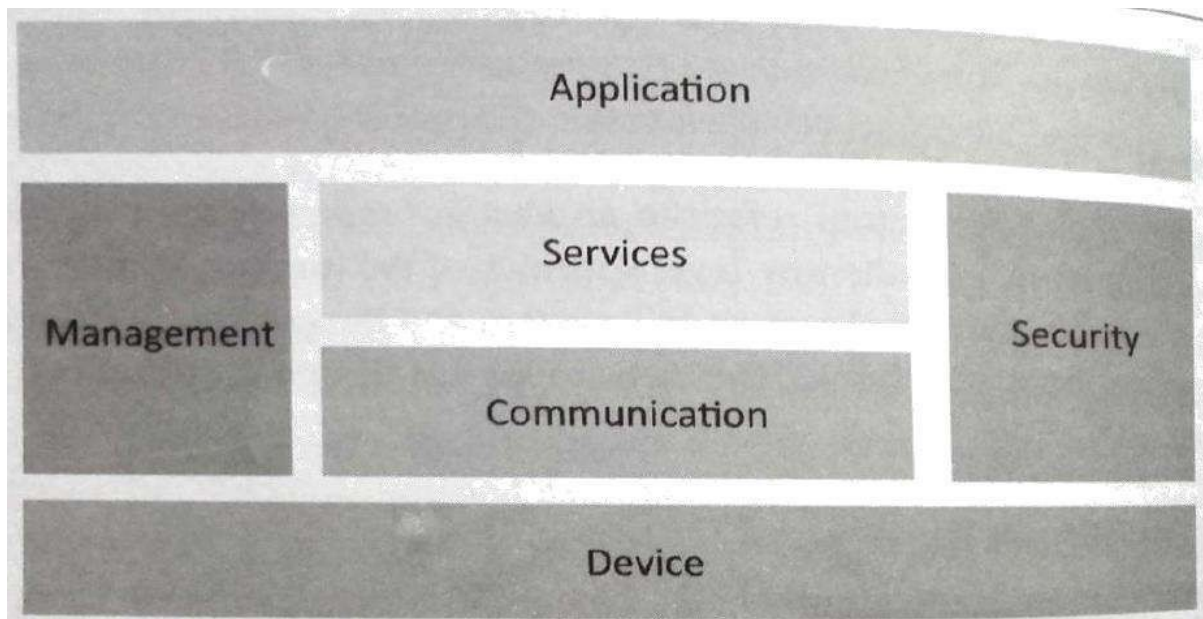 Application
Services
Management
Security
Communication
Device